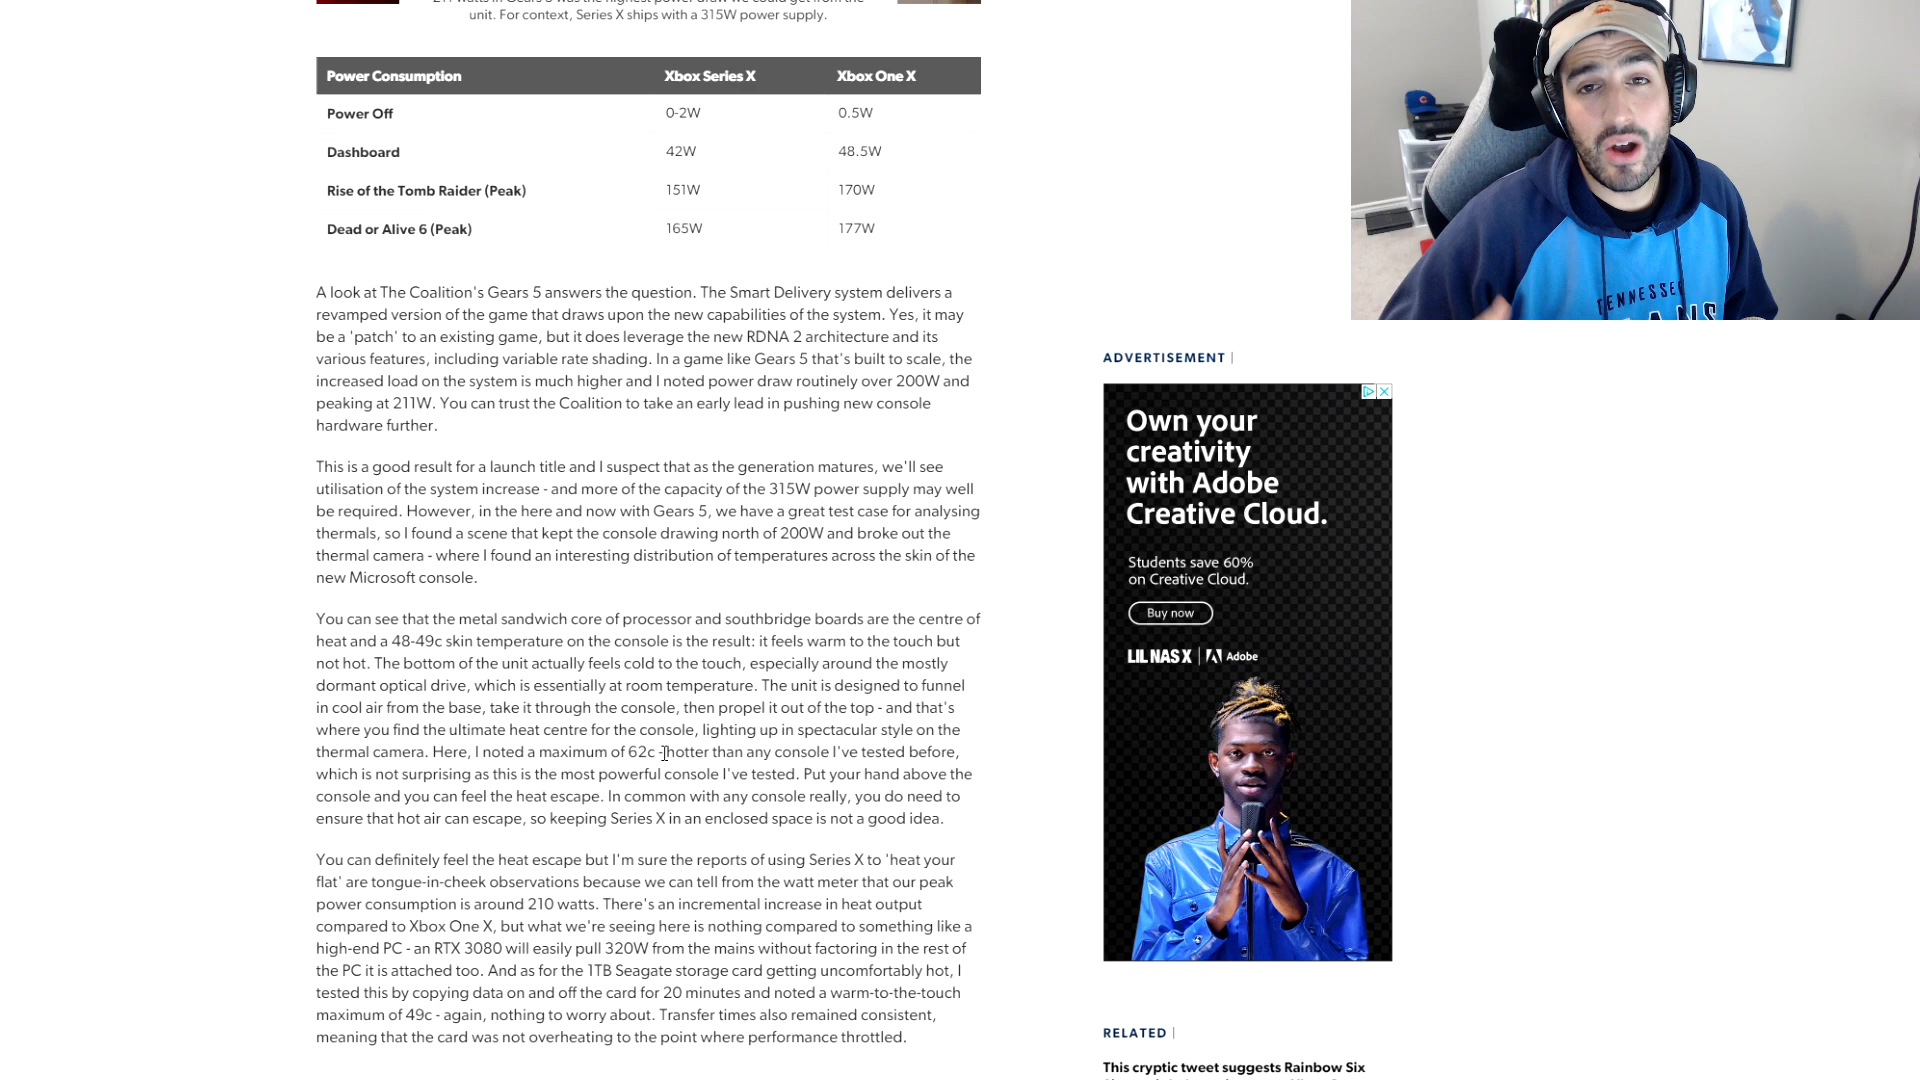 unit. For context, Series X ships with a 315W power supply.
Power Consumption Xbox Series X Xbox One X
Power Off 0-2W 0.5W
Dashboard 42W 48.5W
Rise of the Tomb Raider (Peak) 151W 170W
Dead or Alive 6 (Peak) 165W 177W
A look at The Coalition's Gears 5 answers the question. The Smart Delivery system delivers a
revamped version of the game that draws upon the new capabilities of the system. Yes, it may
be a 'patch' to an existing game, but it does leverage the new RDNA 2 architecture and its
various features, including variable rate shading. In a game like Gears 5 that's built to scale, the
increased load on the system is much higher and I noted power draw routinely over 200W and
peaking at 211W. You can trust the Coalition to take an early lead in pushing new console
hardware further.
This is a good result for a launch title and I suspect that as the generation matures, we'll see
utilisation of the system increase - and more of the capacity of the 315W power supply may well
be required. However, in the here and now with Gears 5, we have a great test case for analysing
thermals, so I found a scene that kept the console drawing north of 200W and broke out the
thermal camera - where I found an interesting distribution of temperatures across the skin of the
new Microsoft console.
You can see that the metal sandwich core of processor and southbridge boards are the centre of
heat and a 48-49c skin temperature on the console is the result: it feels warm to the touch but
not hot. The bottom of the unit actually feels cold to the touch, especially around the mostly
dormant optical drive, which is essentially at room temperature. The unit is designed to funnel
in cool air from the base, take it through the console, then propel it out of the top - and that's
where you find the ultimate heat centre for the console, lighting up in spectacular style on the
thermal camera. Here, I noted a maximum of 62c - hotter than any console I've tested before,
which is not surprising as this is the most powerful console I've tested. Put your hand above the
console and you can feel the heat escape. In common with any console really, you do need to
ensure that hot air can escape, so keeping Series X in an enclosed space is not a good idea.
You can definitely feel the heat escape but I'm sure the reports of using Series X to 'heat your
flat' are tongue-in-cheek observations because we can tell from the watt meter that our peak
power consumption is around 210 watts. There's an incremental increase in heat output
compared to Xbox One X, but what we're seeing here is nothing compared to something like a
high-end PC - an RTX 3080 will easily pull 320W from the mains without factoring in the rest of
the PC it is attached too. And as for the 1TB Seagate storage card getting uncomfortably hot, I
tested this by copying data on and off the card for 20 minutes and noted a warm-to-the-touch
maximum of 49c - again, nothing to worry about. Transfer times also remained consistent,
meaning that the card was not overheating to the point where performance throttled.
TENNESSEE
ADVERTISEMENT |
Own your
creativity
with Adobe
Creative Cloud.
Students save 60%
on Creative Cloud.
Buy now
LIL NAS X | Adobe
RELATED |
This cryptic tweet suggests Rainbow Six